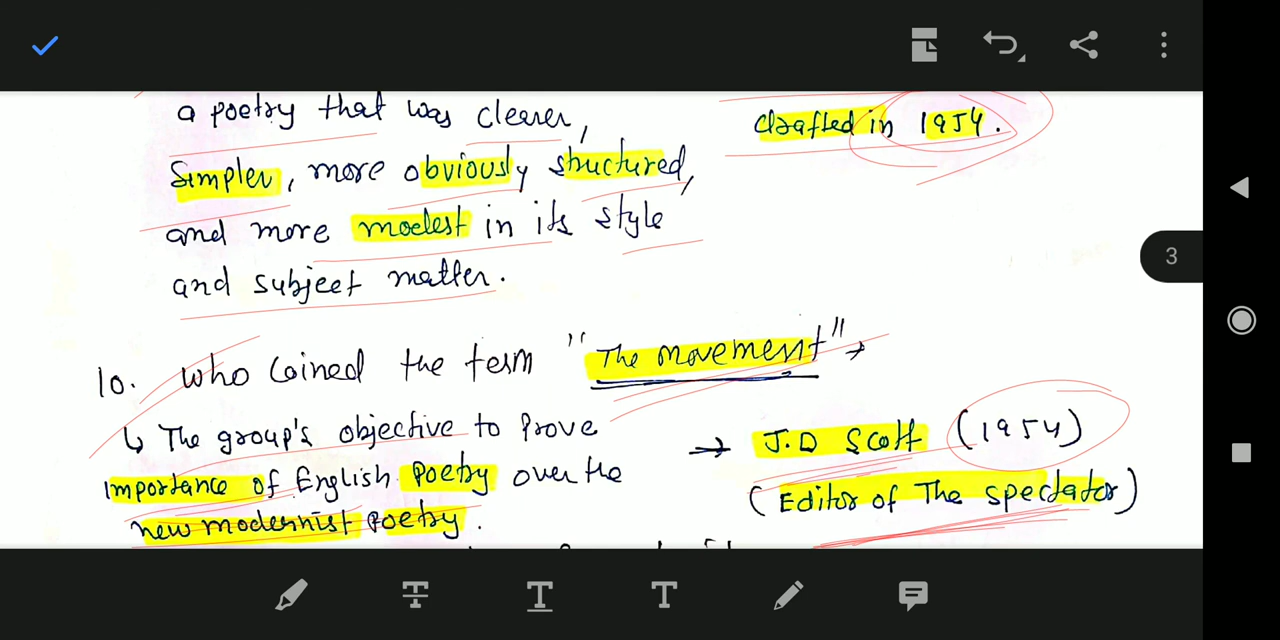 a poetry that was clearer,
Simpler, more obviously structured,
and more modest in its style
and subject matter.
drafted in 1954.
10. Who coined the term "The movement" →
↳ The group's objective to prove
importance of English poetry over the
new modernist poetry.
→ J.D Scott (1954)
(Editor of The spectator)
3